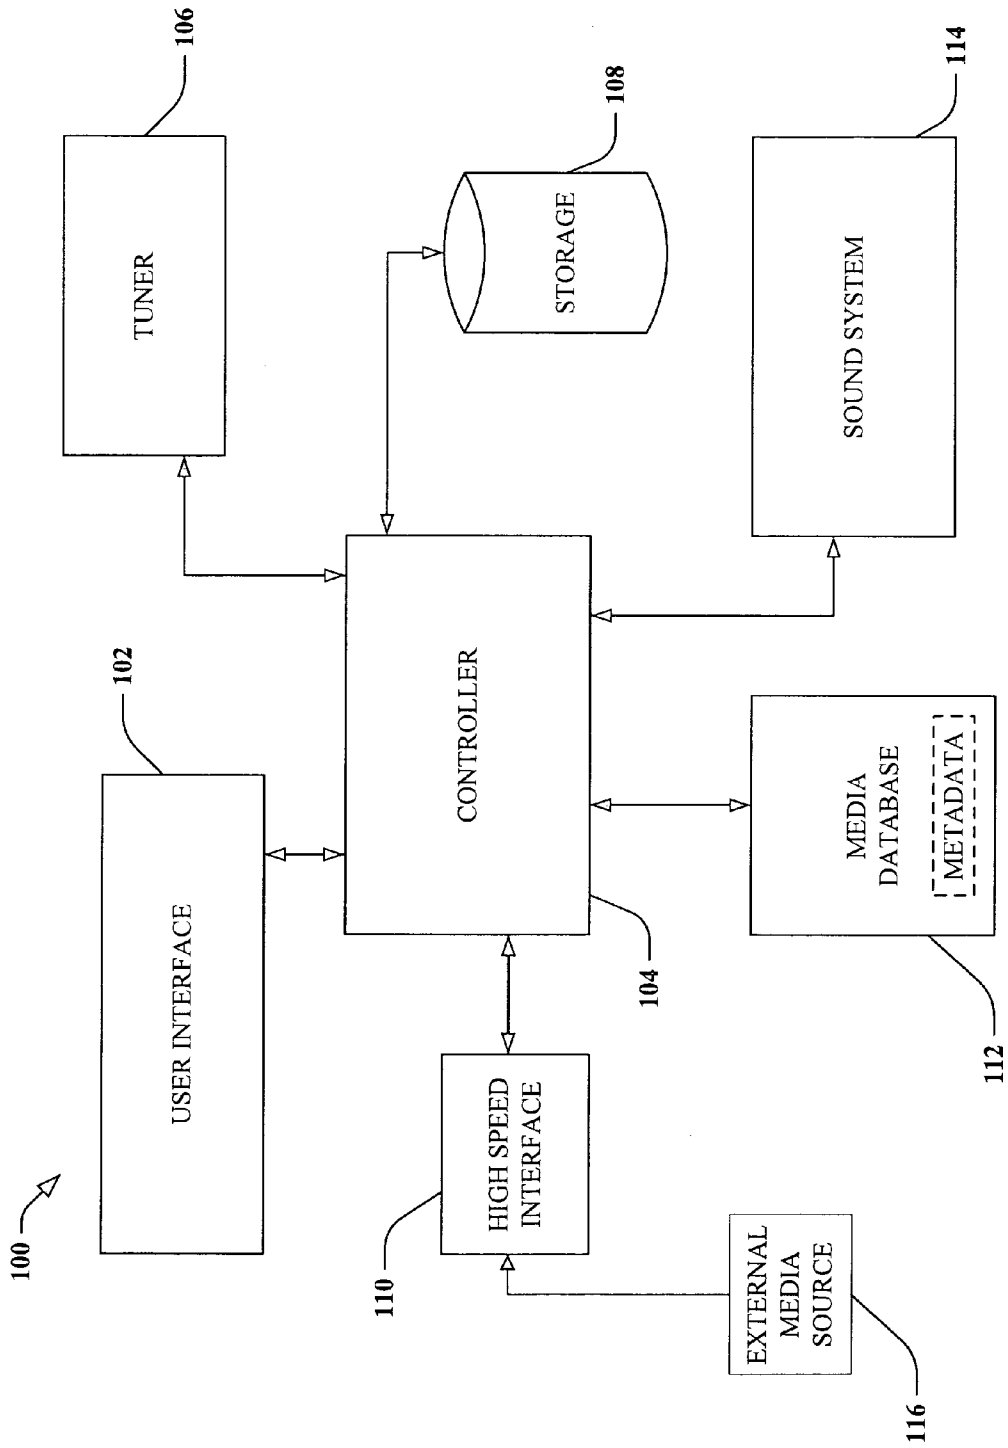 100
102
USER INTERFACE
106
TUNER
110
HIGH SPEED
INTERFACE
104
CONTROLLER
108
STORAGE
116
EXTERNAL
MEDIA
SOURCE
112
MEDIA
DATABASE
METADATA
114
SOUND SYSTEM